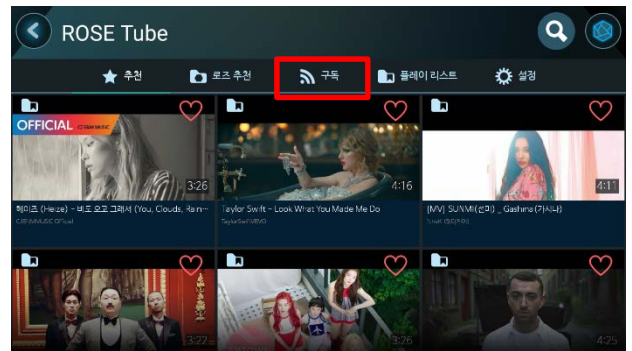 ROSE Tube
추천
로즈 추천
구독
플레이 리스트
설정
OFFICIAL
3:26
4:16
4:11
헤이즈 (Heize) - 비도 오고 그래서 (You, Clouds, Rain…
Taylor Swift - Look What You Made Me Do
[MV] SUNMI(선미) _ Gashina(가시나)
TaylorSwiftVEVO
3:22
3:26
4:25